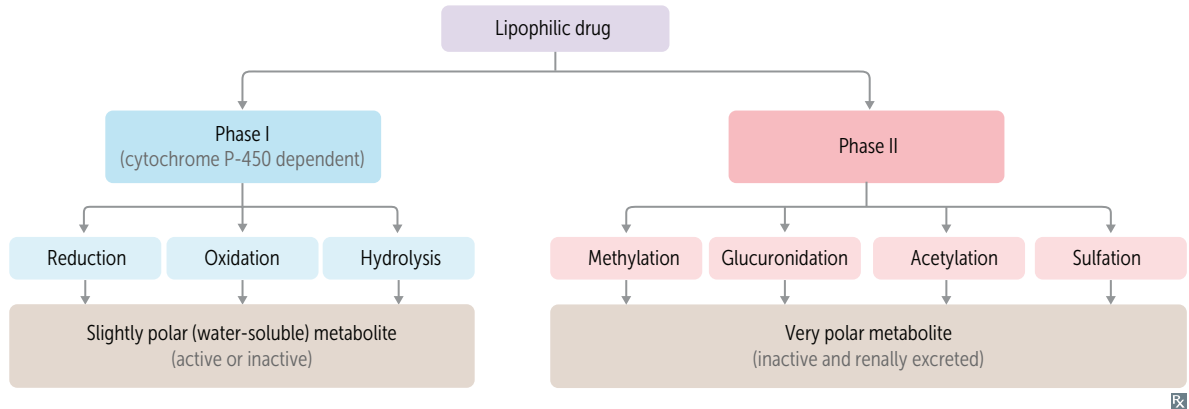 Lipophilic drug
Phase I
(cytochrome P-450 dependent)
Phase II
Reduction
Oxidation
Hydrolysis
Methylation
Glucuronidation
Acetylation
Sulfation
Slightly polar (water-soluble) metabolite
(active or inactive)
Very polar metabolite
(inactive and renally excreted)
Rx